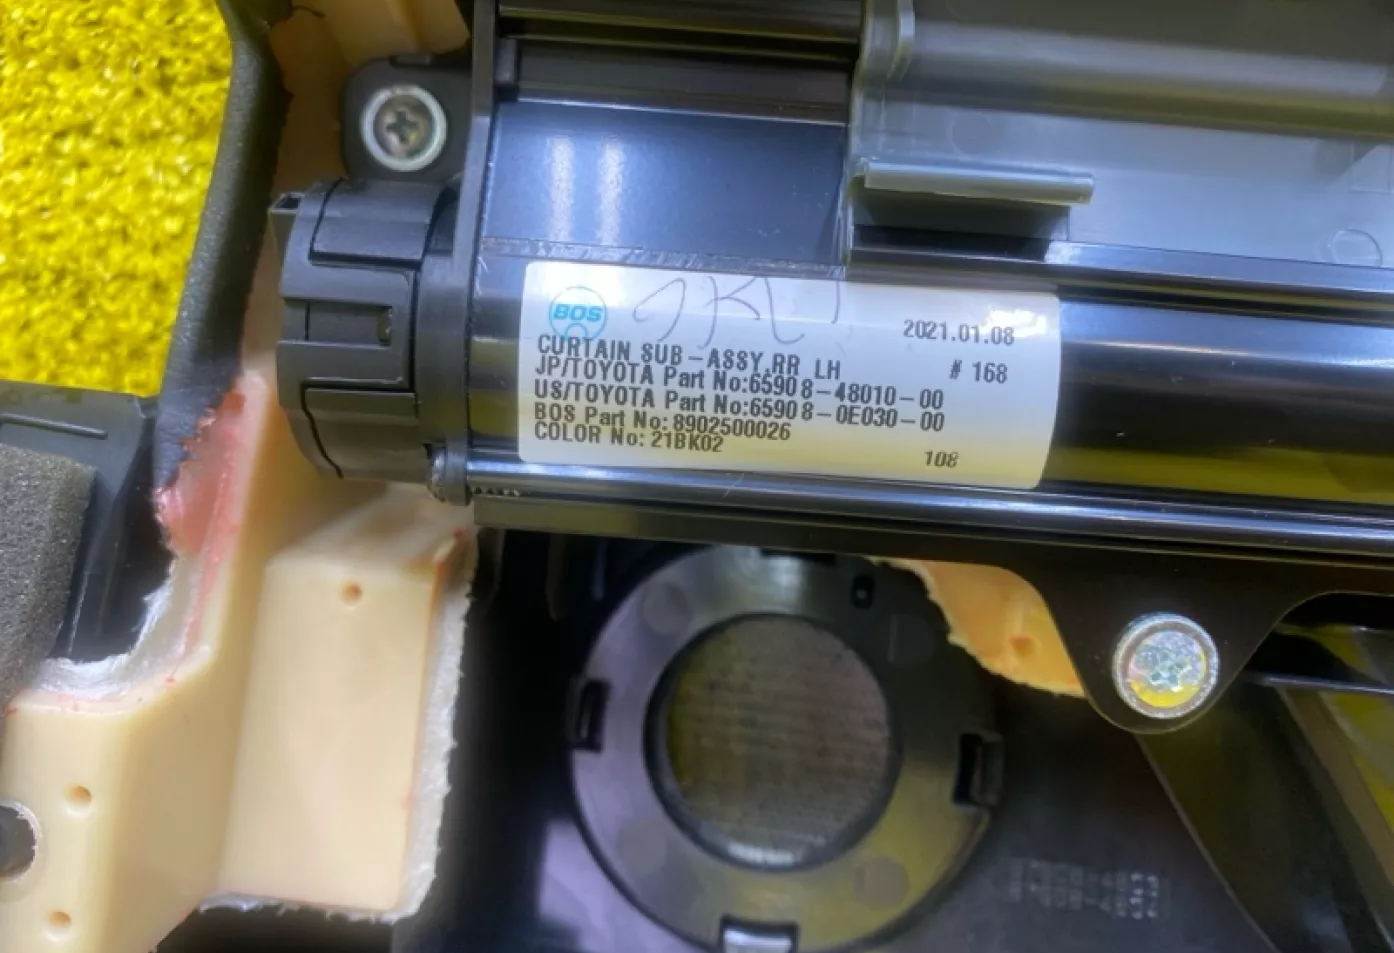 BOS
2021.01.08
CURTAIN SUB-ASSY,RR LH
# 168
JP/TOYOTA Part No:65908-48010-00
US/TOYOTA Part No:65908-0E030-00
BOS Part No: 8902500026
COLOR No: 21BK02
108